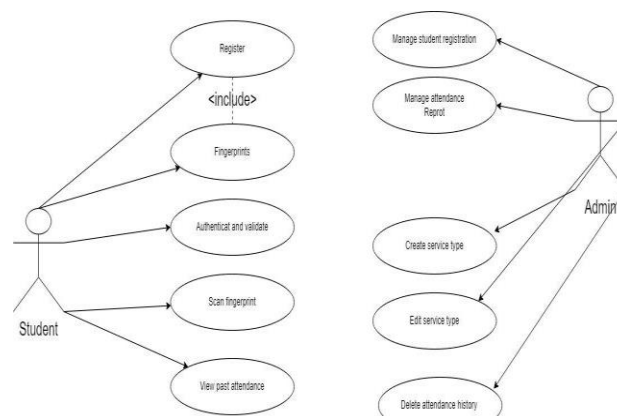 Register
<include>
Fingerprints
Authenticat and validate
Scan fingerprint
View past attendance
Student
Manage student registration
Manage attendance
Reprot
Create service type
Edit service type
Delete attendance history
Admin